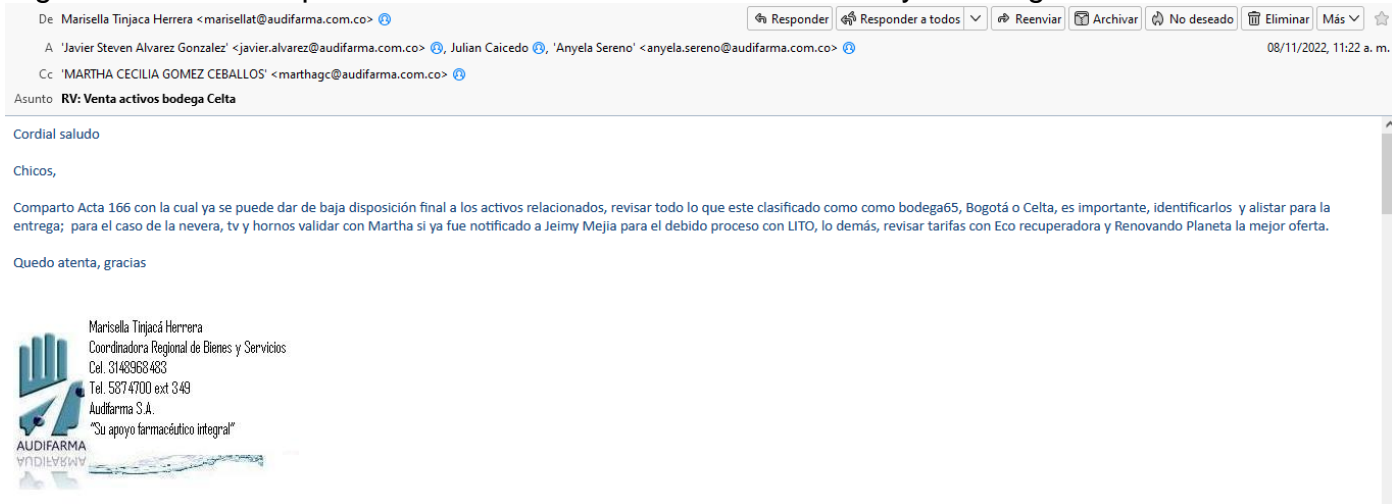 De Marisella Tinjaca Herrera <marisellat@audifarma.com.co>
Responder Responder a todos Reenviar Archivar No deseado Eliminar Más
A 'Javier Steven Alvarez Gonzalez' <javier.alvarez@audifarma.com.co>, Julian Caicedo, 'Anyela Sereno' <anyela.sereno@audifarma.com.co>
08/11/2022, 11:22 a. m.
Cc 'MARTHA CECILIA GOMEZ CEBALLOS' <marthagc@audifarma.com.co>
Asunto RV: Venta activos bodega Celta
Cordial saludo
Chicos,
Comparto Acta 166 con la cual ya se puede dar de baja disposición final a los activos relacionados, revisar todo lo que este clasificado como como bodega65, Bogotá o Celta, es importante, identificarlos y alistar para la
entrega; para el caso de la nevera, tv y hornos validar con Martha si ya fue notificado a Jeimy Mejia para el debido proceso con LITO, lo demás, revisar tarifas con Eco recuperadora y Renovando Planeta la mejor oferta.
Quedo atenta, gracias
Marisella Tinjacá Herrera
Coordinadora Regional de Bienes y Servicios
Cel. 3148968483
Tel. 5874700 ext 349
Audifarma S.A.
"Su apoyo farmacéutico integral"
AUDIFARMA